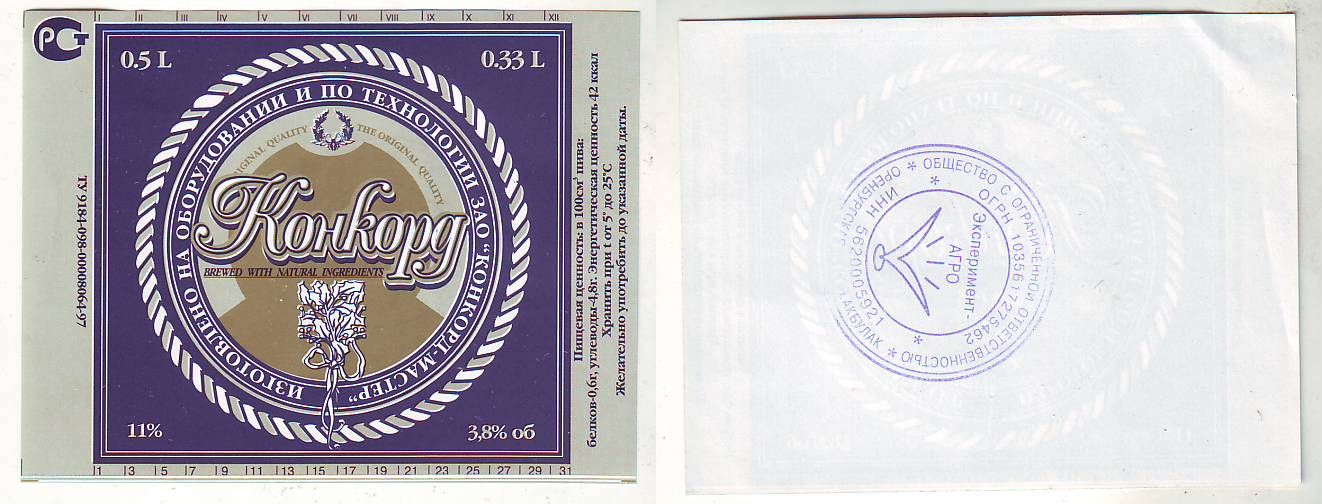 РСТ
I II III IV V VI VII VIII IX X XI XII
0.5 L
0.33 L
ИЗГОТОВЛЕНО НА ОБОРУДОВАНИИ И ПО ТЕХНОЛОГИИ ЗАО "КОНКОРД-МАСТЕР"
ORIGINAL QUALITY THE ORIGINAL QUALITY
Конкорд
BREWED WITH NATURAL INGREDIENTS
11%
3,8% об
1 3 5 7 9 11 13 15 17 19 21 23 25 27 29 31
ТУ 9184-098-00008064-97
Пищевая ценность: в 100см³ пива:
белков-0,6г, углеводы-4,8г. Энергетическая ценность 42 ккал
Хранить при t от 5° до 25°С
Желательно употребить до указанной даты.
* ОБЩЕСТВО С ОГРАНИЧЕННОЙ ОТВЕТСТВЕННОСТЬЮ *
АКБУЛАК
* ОГРН 1035617275462 *
ИНН 5620005921
Эксперимент-
АГРО